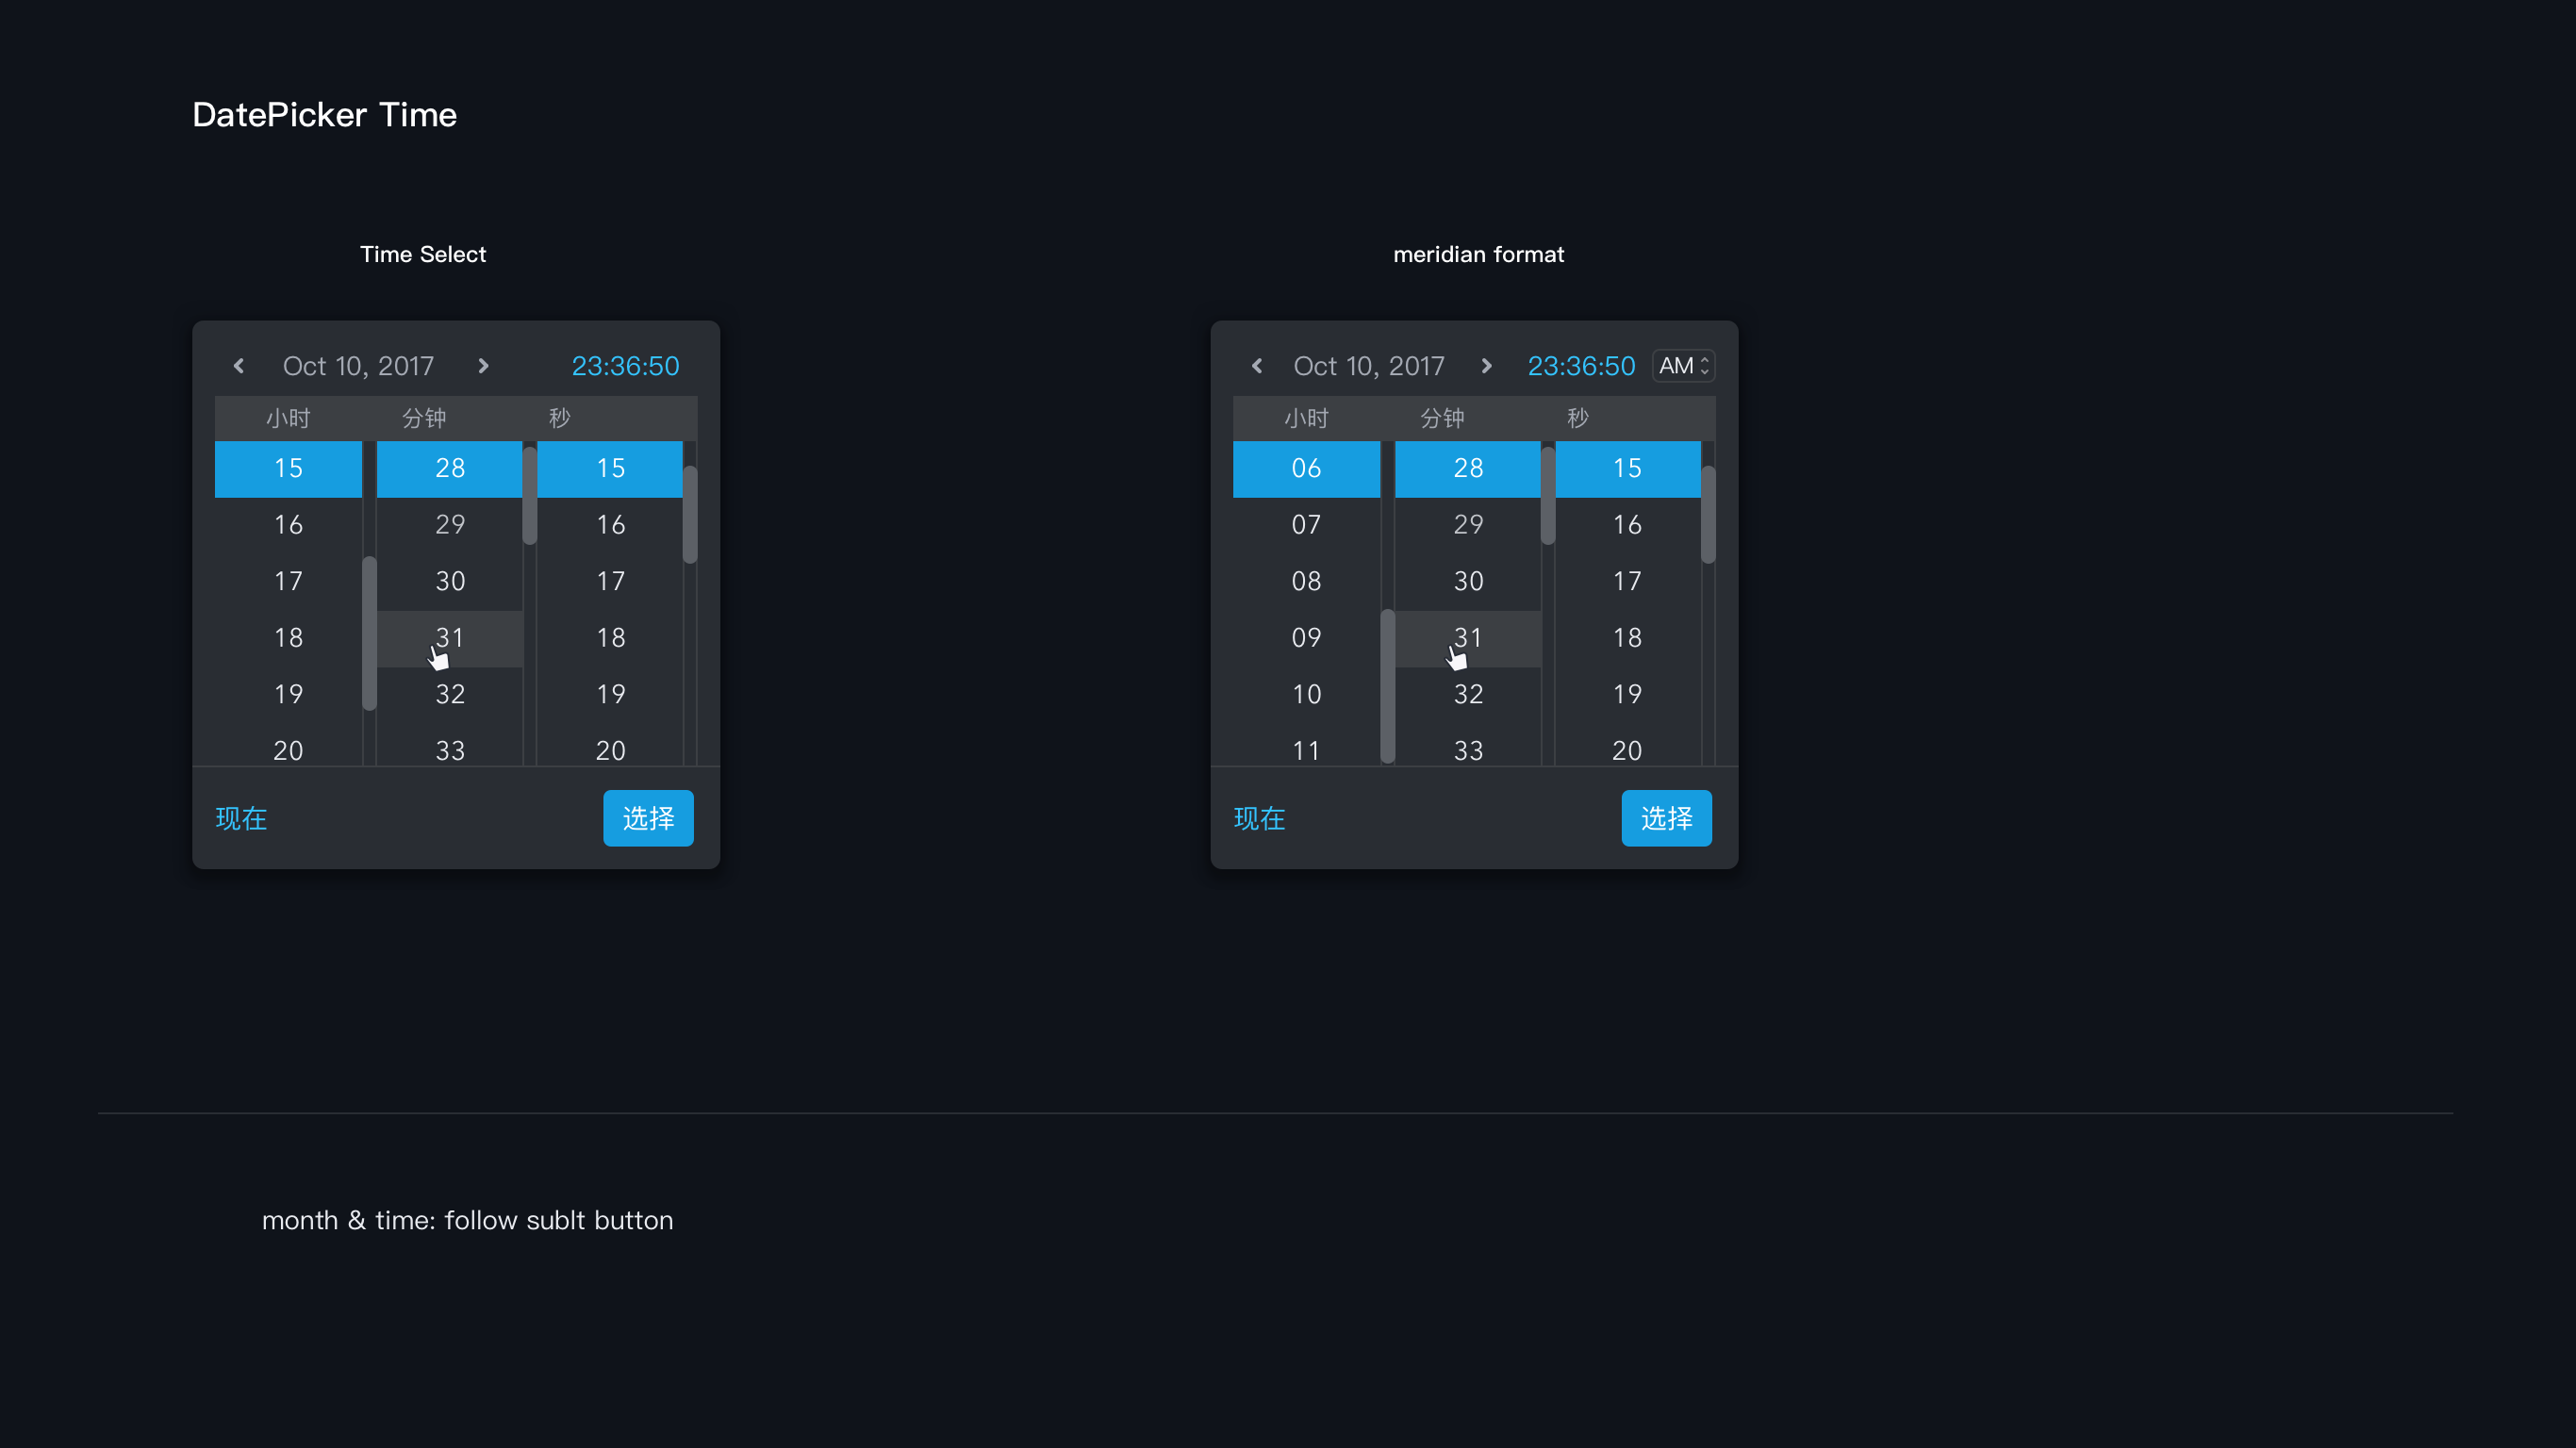 DatePicker Time
Time Select
Oct 10, 2017 23:36:50
小时 分钟 秒
15 28 15
16 29 16
17 30 17
18 31 18
19 32 19
20 33 20
现在 选择
meridian format
Oct 10, 2017 23:36:50 AM
小时 分钟 秒
06 28 15
07 29 16
08 30 17
09 31 18
10 32 19
11 33 20
现在 选择
month & time: follow sublt button